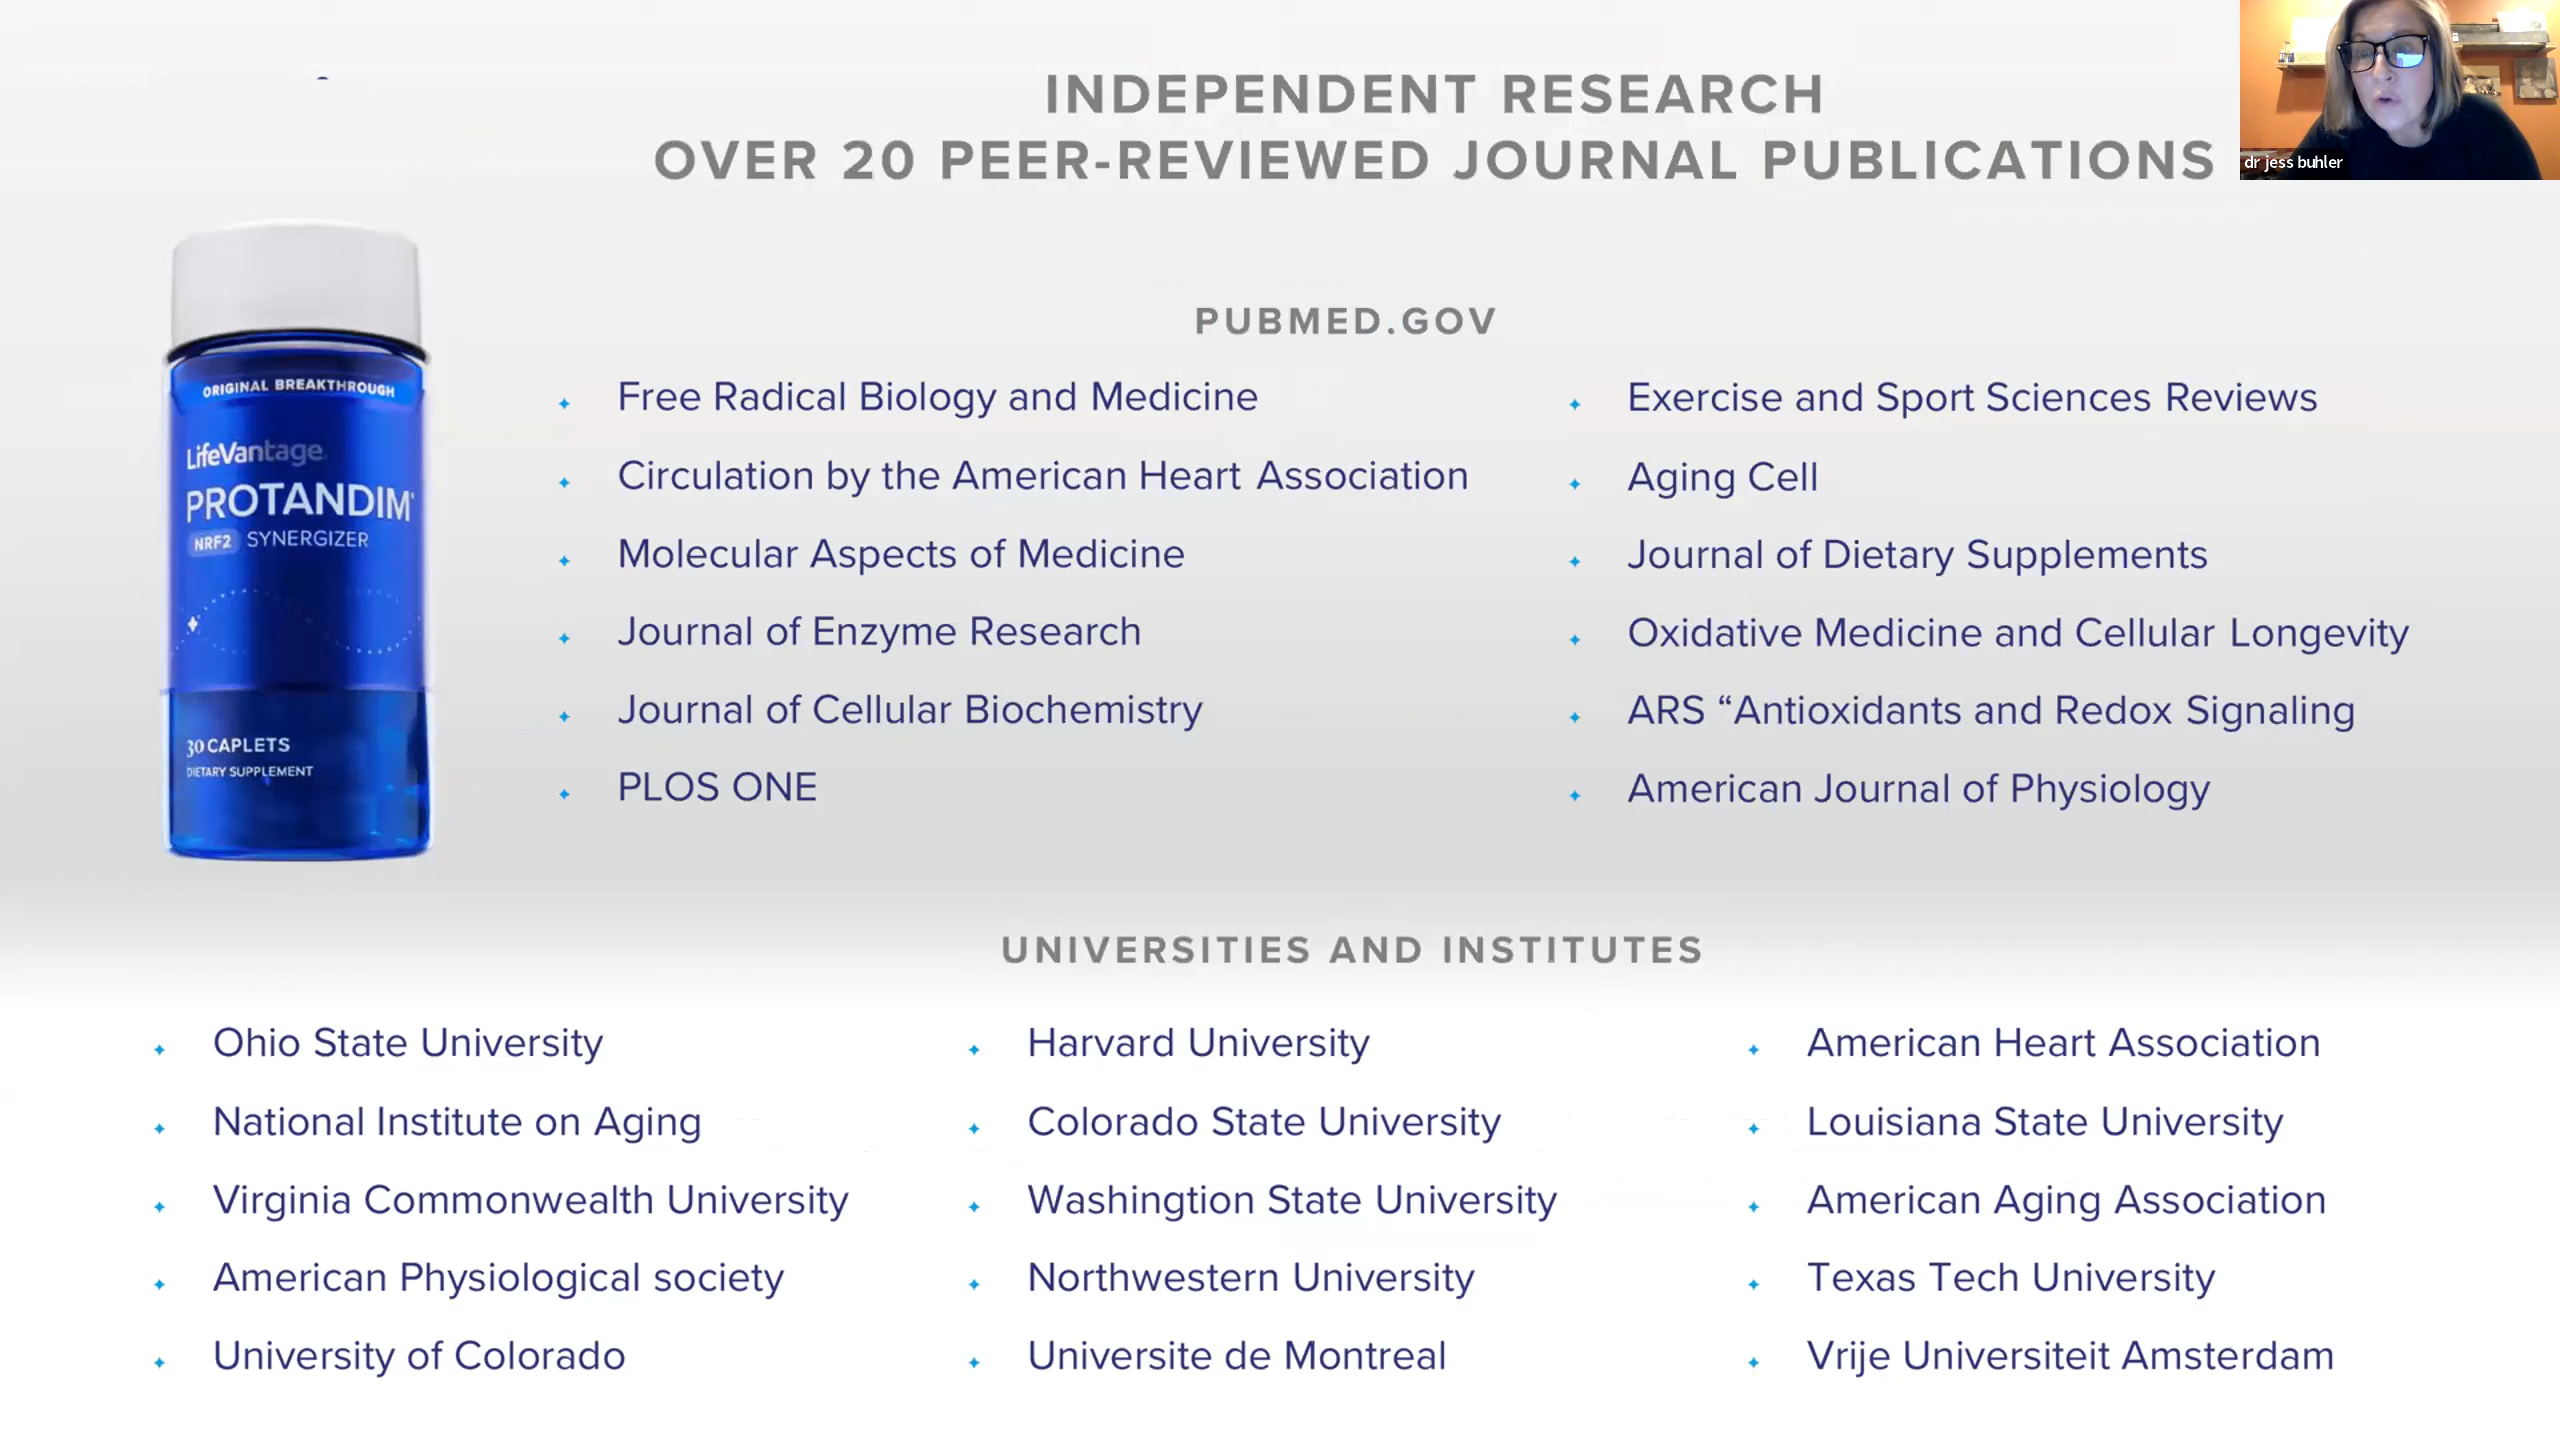 INDEPENDENT RESEARCH
OVER 20 PEER-REVIEWED JOURNAL PUBLICATIONS
dr jess buhler
ORIGINAL BREAKTHROUGH
LifeVantage
PROTANDIM®
NRF2 SYNERGIZER
30 CAPLETS
DIETARY SUPPLEMENT
PUBMED.GOV
Free Radical Biology and Medicine
Circulation by the American Heart Association
Molecular Aspects of Medicine
Journal of Enzyme Research
Journal of Cellular Biochemistry
PLOS ONE
Exercise and Sport Sciences Reviews
Aging Cell
Journal of Dietary Supplements
Oxidative Medicine and Cellular Longevity
ARS “Antioxidants and Redox Signaling
American Journal of Physiology
UNIVERSITIES AND INSTITUTES
Ohio State University
National Institute on Aging
Virginia Commonwealth University
American Physiological society
University of Colorado
Harvard University
Colorado State University
Washingtion State University
Northwestern University
Universite de Montreal
American Heart Association
Louisiana State University
American Aging Association
Texas Tech University
Vrije Universiteit Amsterdam